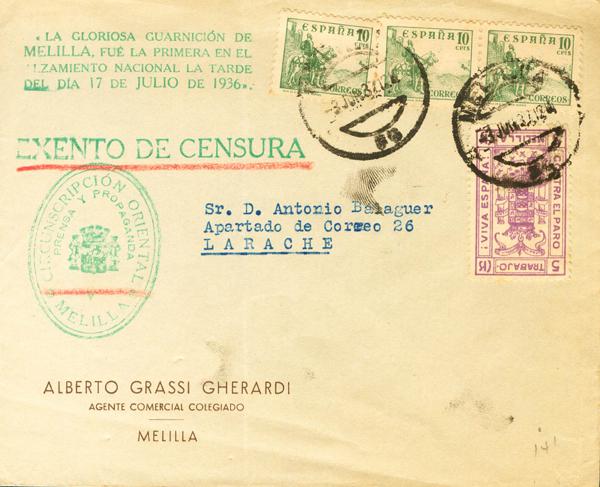 «LA GLORIOSA GUARNICIÓN DE
MELILLA, FUÉ LA PRIMERA EN EL
ALZAMIENTO NACIONAL LA TARDE
DEL DÍA 17 DE JULIO DE 1936».
ESPAÑA 10
CTS
CORREOS
ESPAÑA 10
CTS
CORREOS
ESPAÑA 10
CTS
CORREOS
MELILLA
EXENTO DE CENSURA
CIRCUNSCRIPCIÓN ORIENTAL
PRENSA Y PROPAGANDA
MELILLA
Sr. D. Antonio Balaguer
Apartado de Correo 26
LARACHE
MELILLA
CONTRA EL PARO
¡VIVA ESPAÑA!
TRABAJO
5
ALBERTO GRASSI GHERARDI
AGENTE COMERCIAL COLEGIADO
MELILLA
141